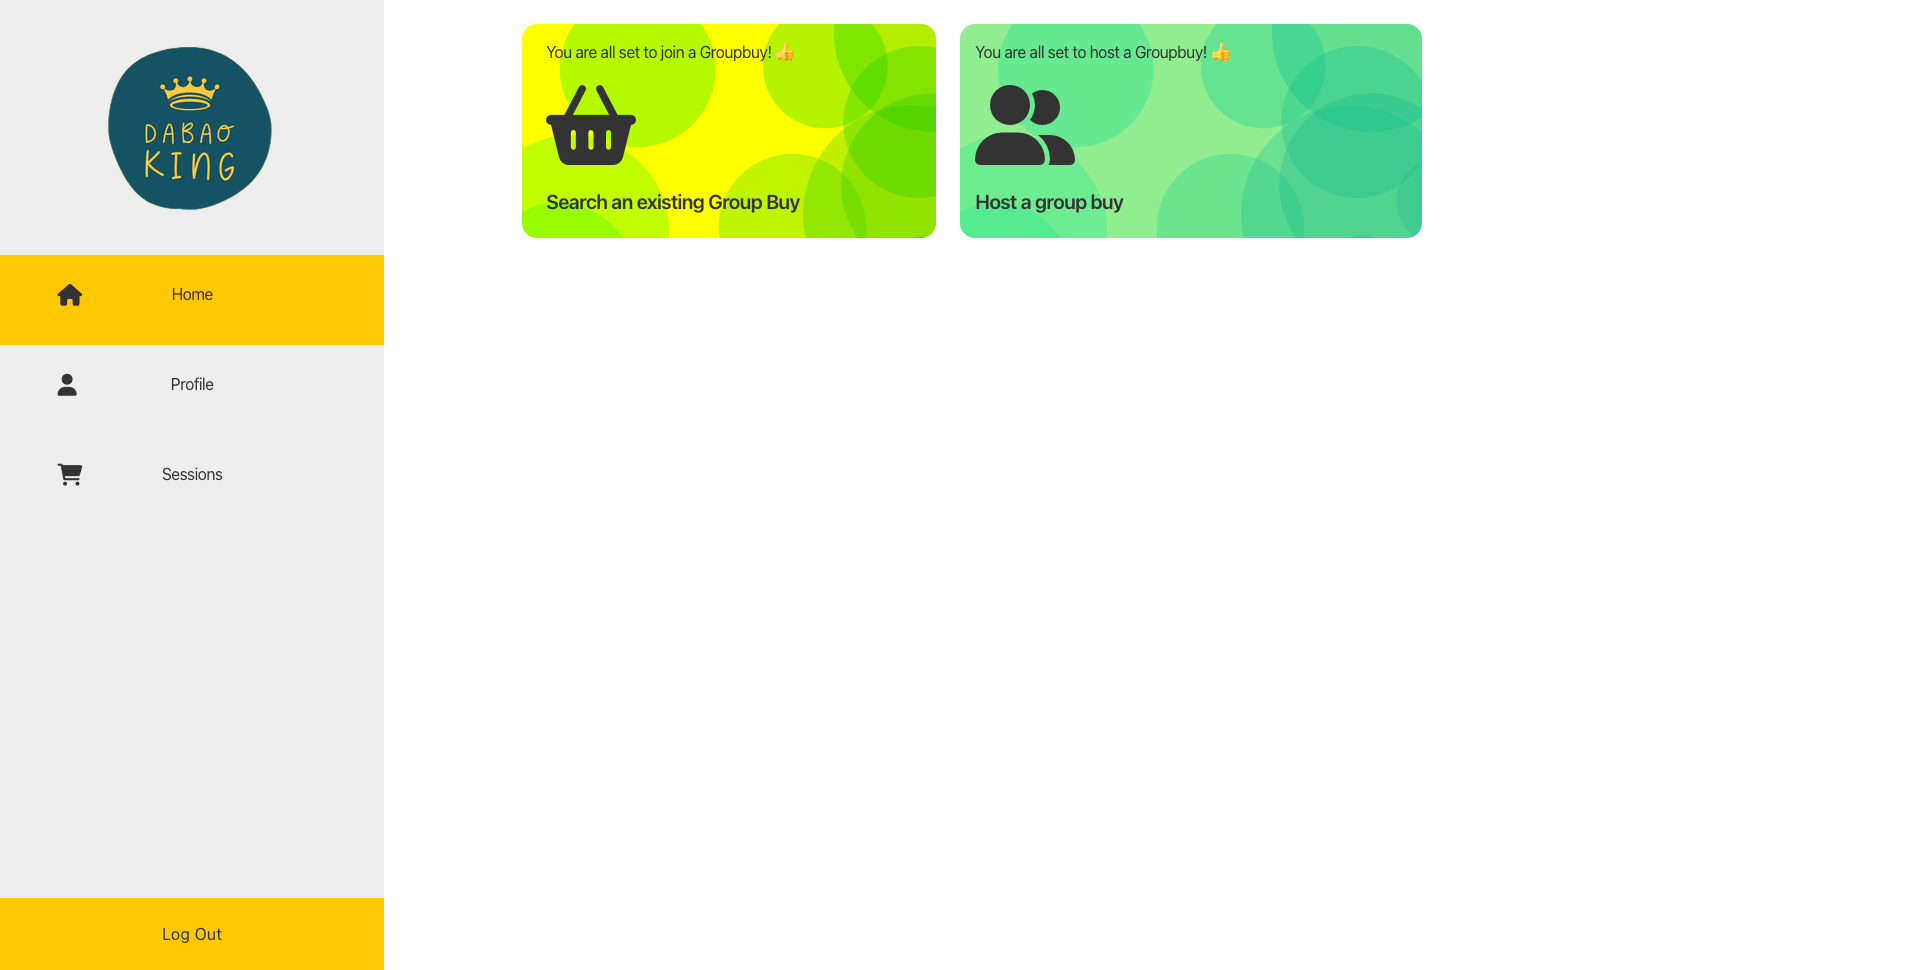 DABAO
KING
Home
Profile
Sessions
Log Out
You are all set to join a Groupbuy! 👍
Search an existing Group Buy
You are all set to host a Groupbuy! 👍
Host a group buy